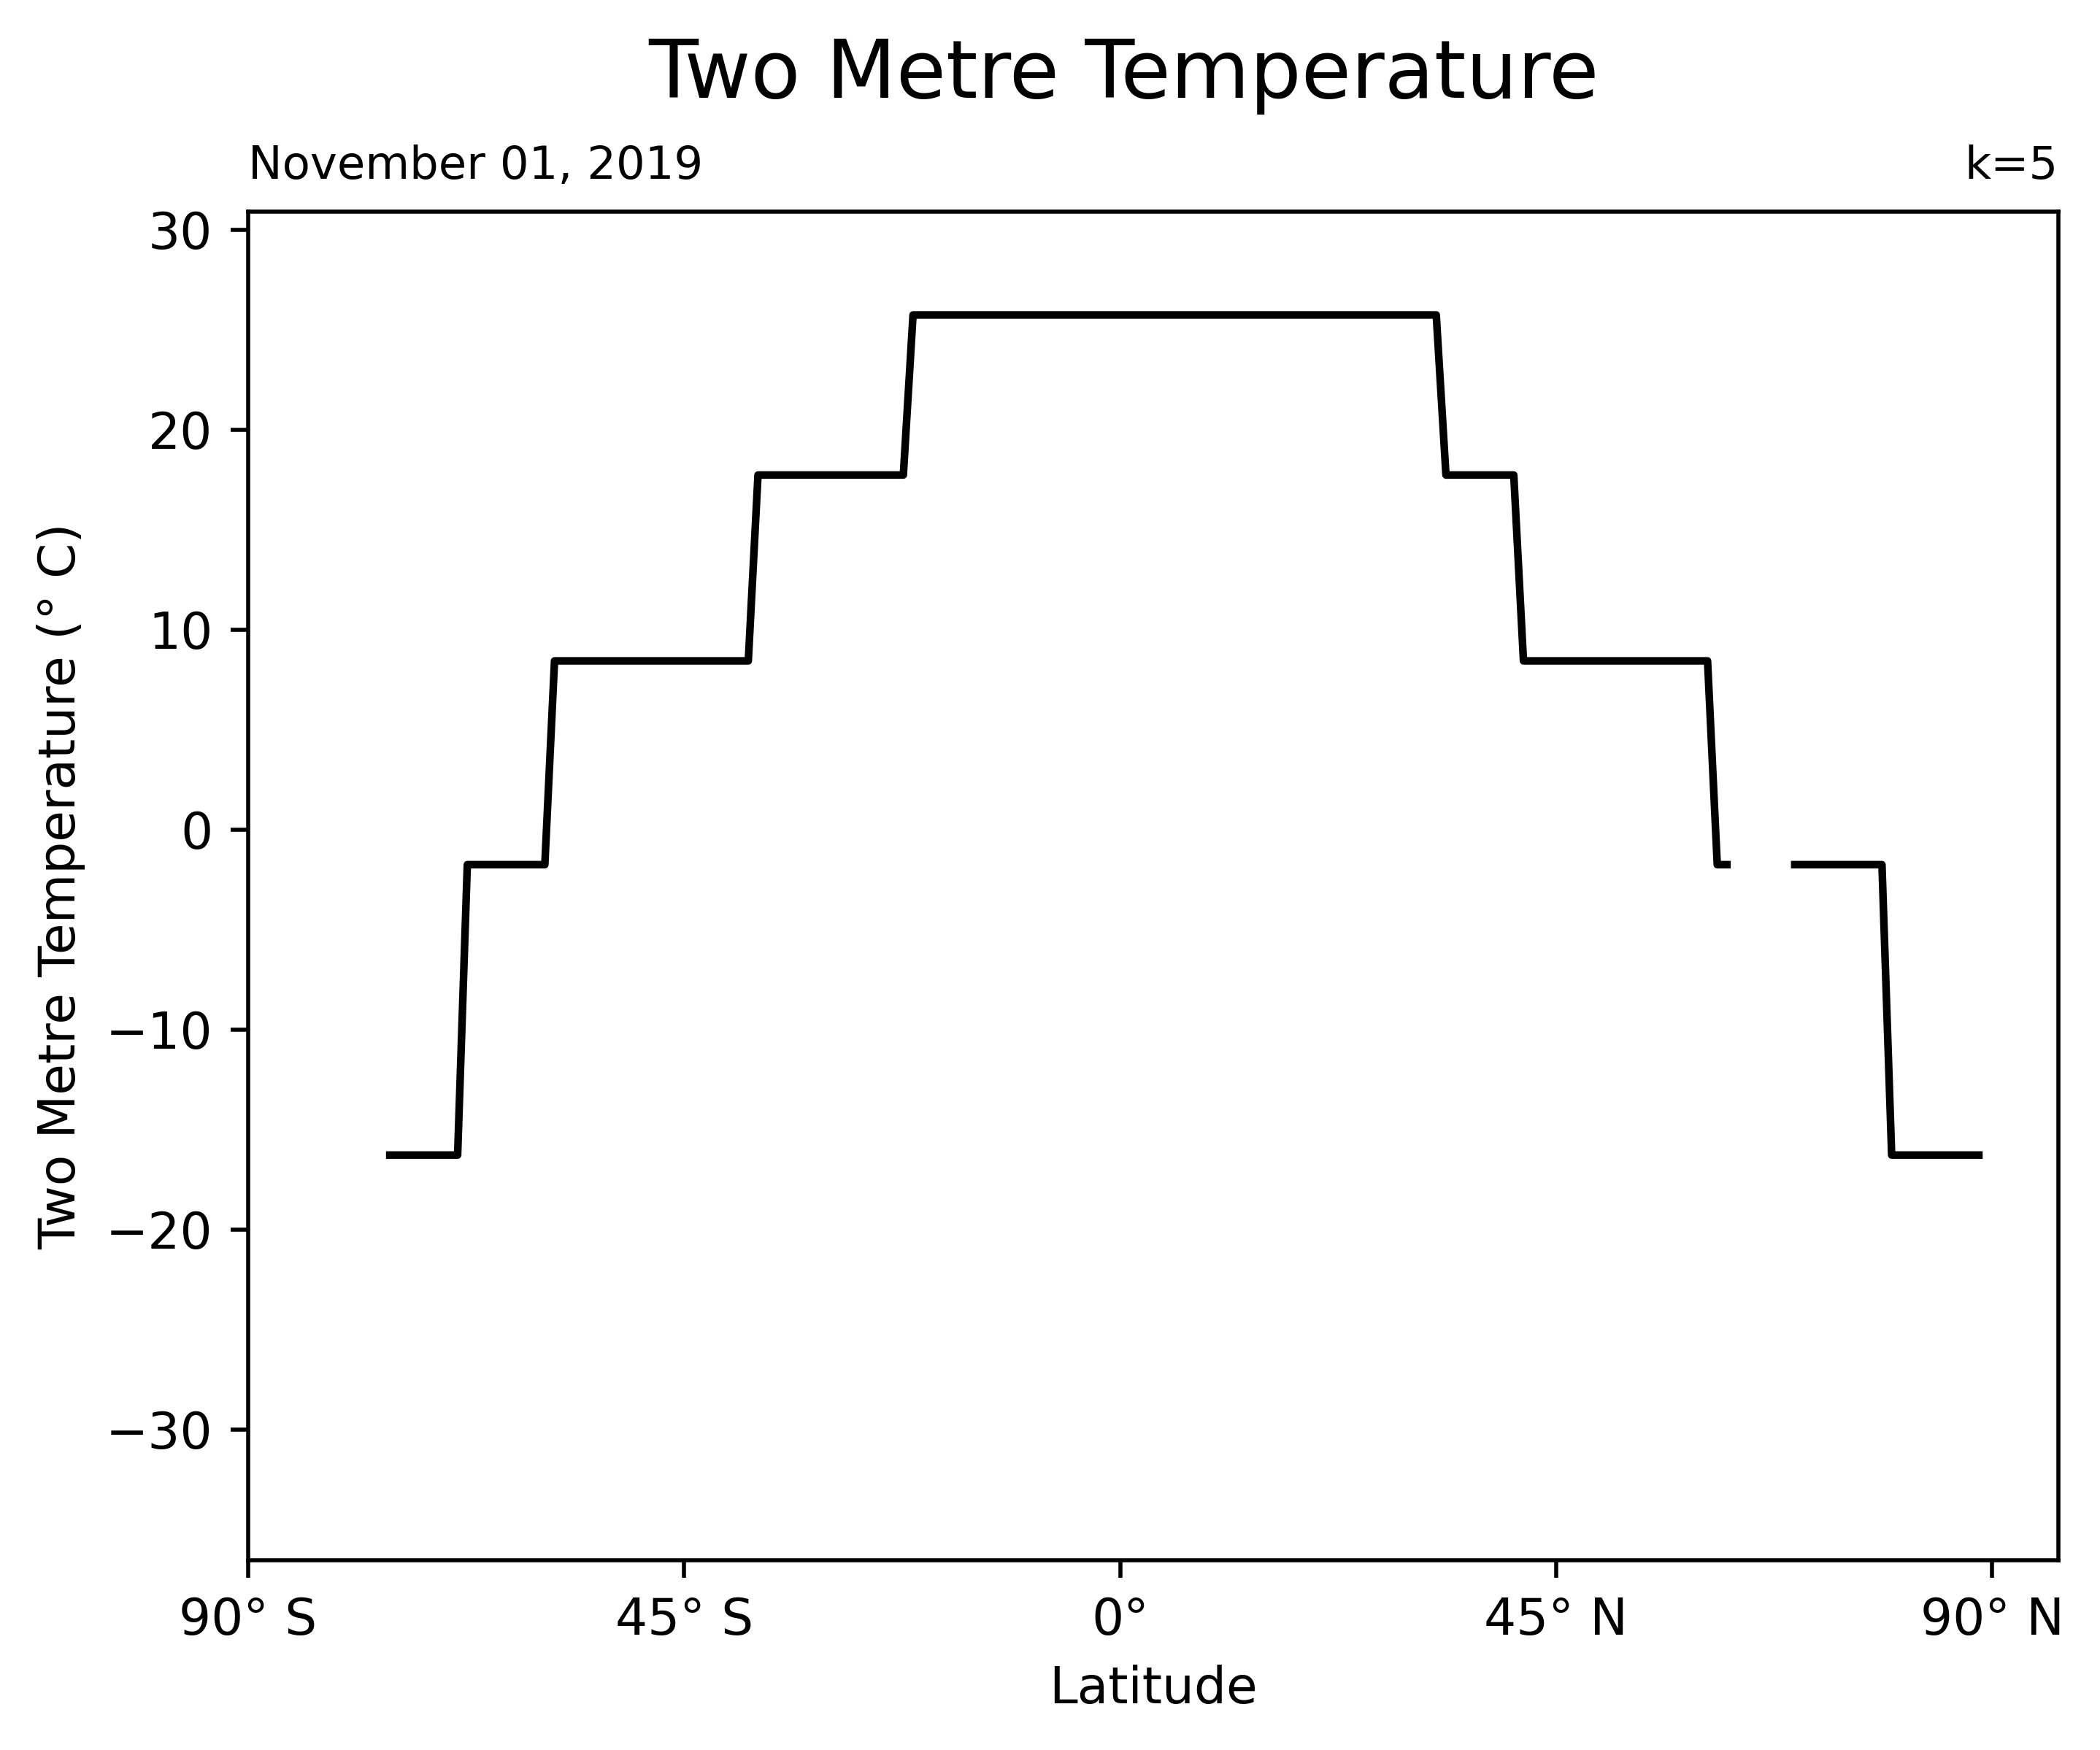 Two Metre Temperature
November 01, 2019
k=5
30
20
10
0
−10
−20
−30
Two Metre Temperature (° C)
90° S
45° S
0°
45° N
90° N
Latitude